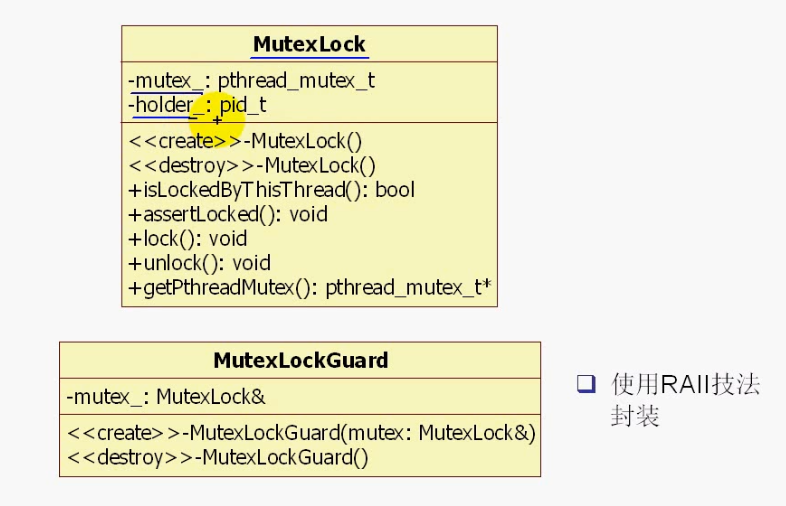 MutexLock
-mutex_: pthread_mutex_t
-holder_: pid_t
<<create>>-MutexLock()
<<destroy>>-MutexLock()
+isLockedByThisThread(): bool
+assertLocked(): void
+lock(): void
+unlock(): void
+getPthreadMutex(): pthread_mutex_t*
MutexLockGuard
-mutex_: MutexLock&
<<create>>-MutexLockGuard(mutex: MutexLock&)
<<destroy>>-MutexLockGuard()
使用RAII技法
封装